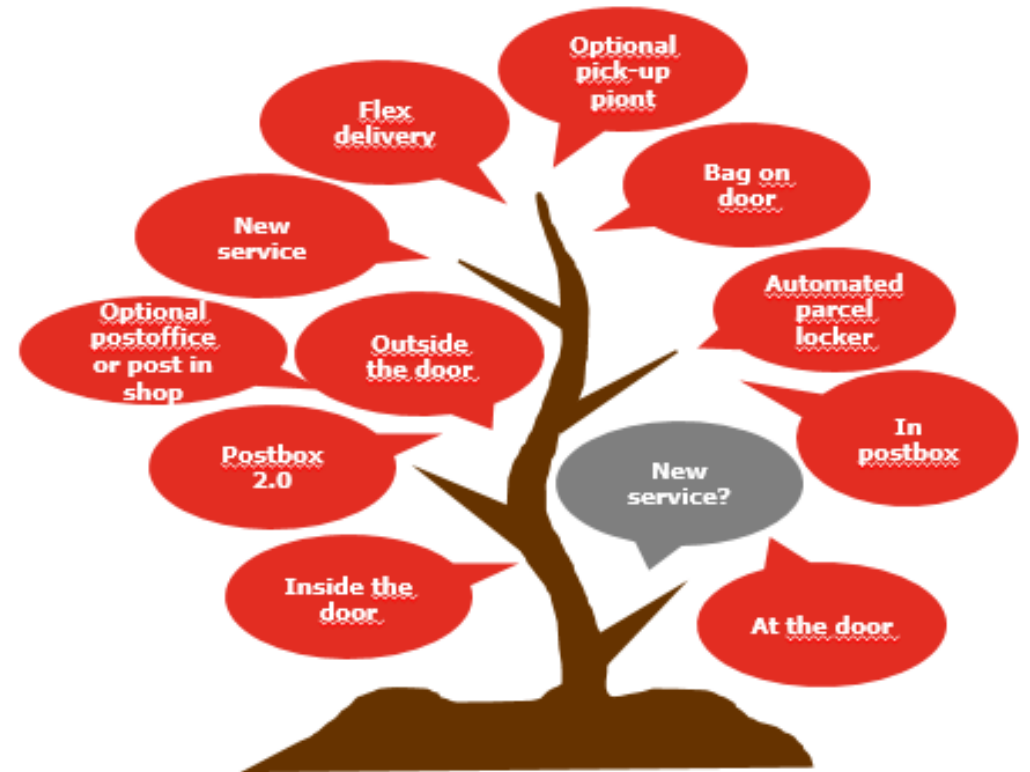 Optional
pick-up
piont
Flex
delivery
Bag on
door
New
service
Automated
parcel
locker
Optional
postoffice
or post in
shop
Outside
the door
In
postbox
Postbox
2.0
New
service?
Inside the
door
At the door